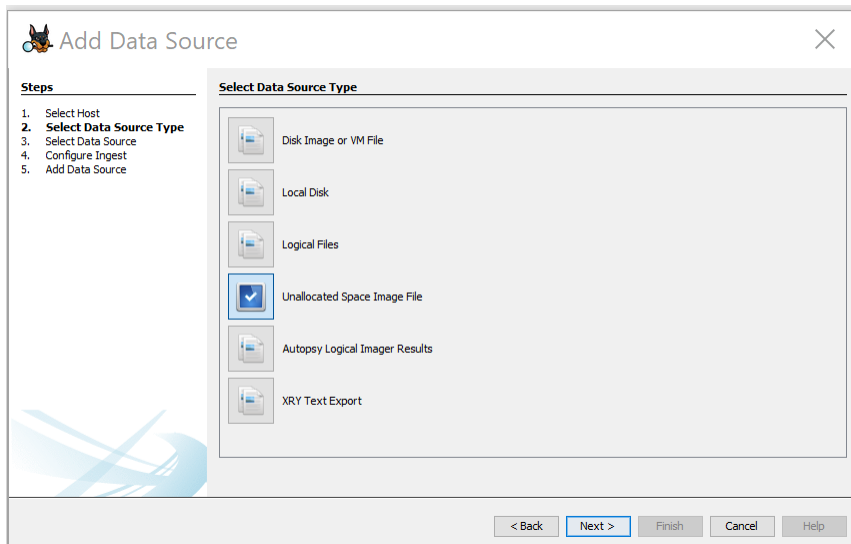 Add Data Source
Steps
1. Select Host
2. Select Data Source Type
3. Select Data Source
4. Configure Ingest
5. Add Data Source
Select Data Source Type
Disk Image or VM File
Local Disk
Logical Files
Unallocated Space Image File
Autopsy Logical Imager Results
XRY Text Export
< Back Next > Finish Cancel Help